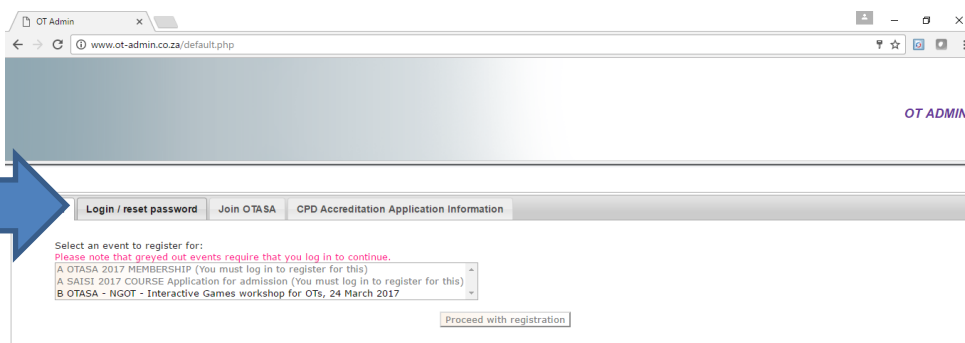 OT Admin
www.ot-admin.co.za/default.php
OT ADMIN
Login / reset password Join OTASA CPD Accreditation Application Information
Select an event to register for:
Please note that greyed out events require that you log in to continue.
A OTASA 2017 MEMBERSHIP (You must log in to register for this)
A SAISI 2017 COURSE Application for admission (You must log in to register for this)
B OTASA - NGOT - Interactive Games workshop for OTs, 24 March 2017
Proceed with registration